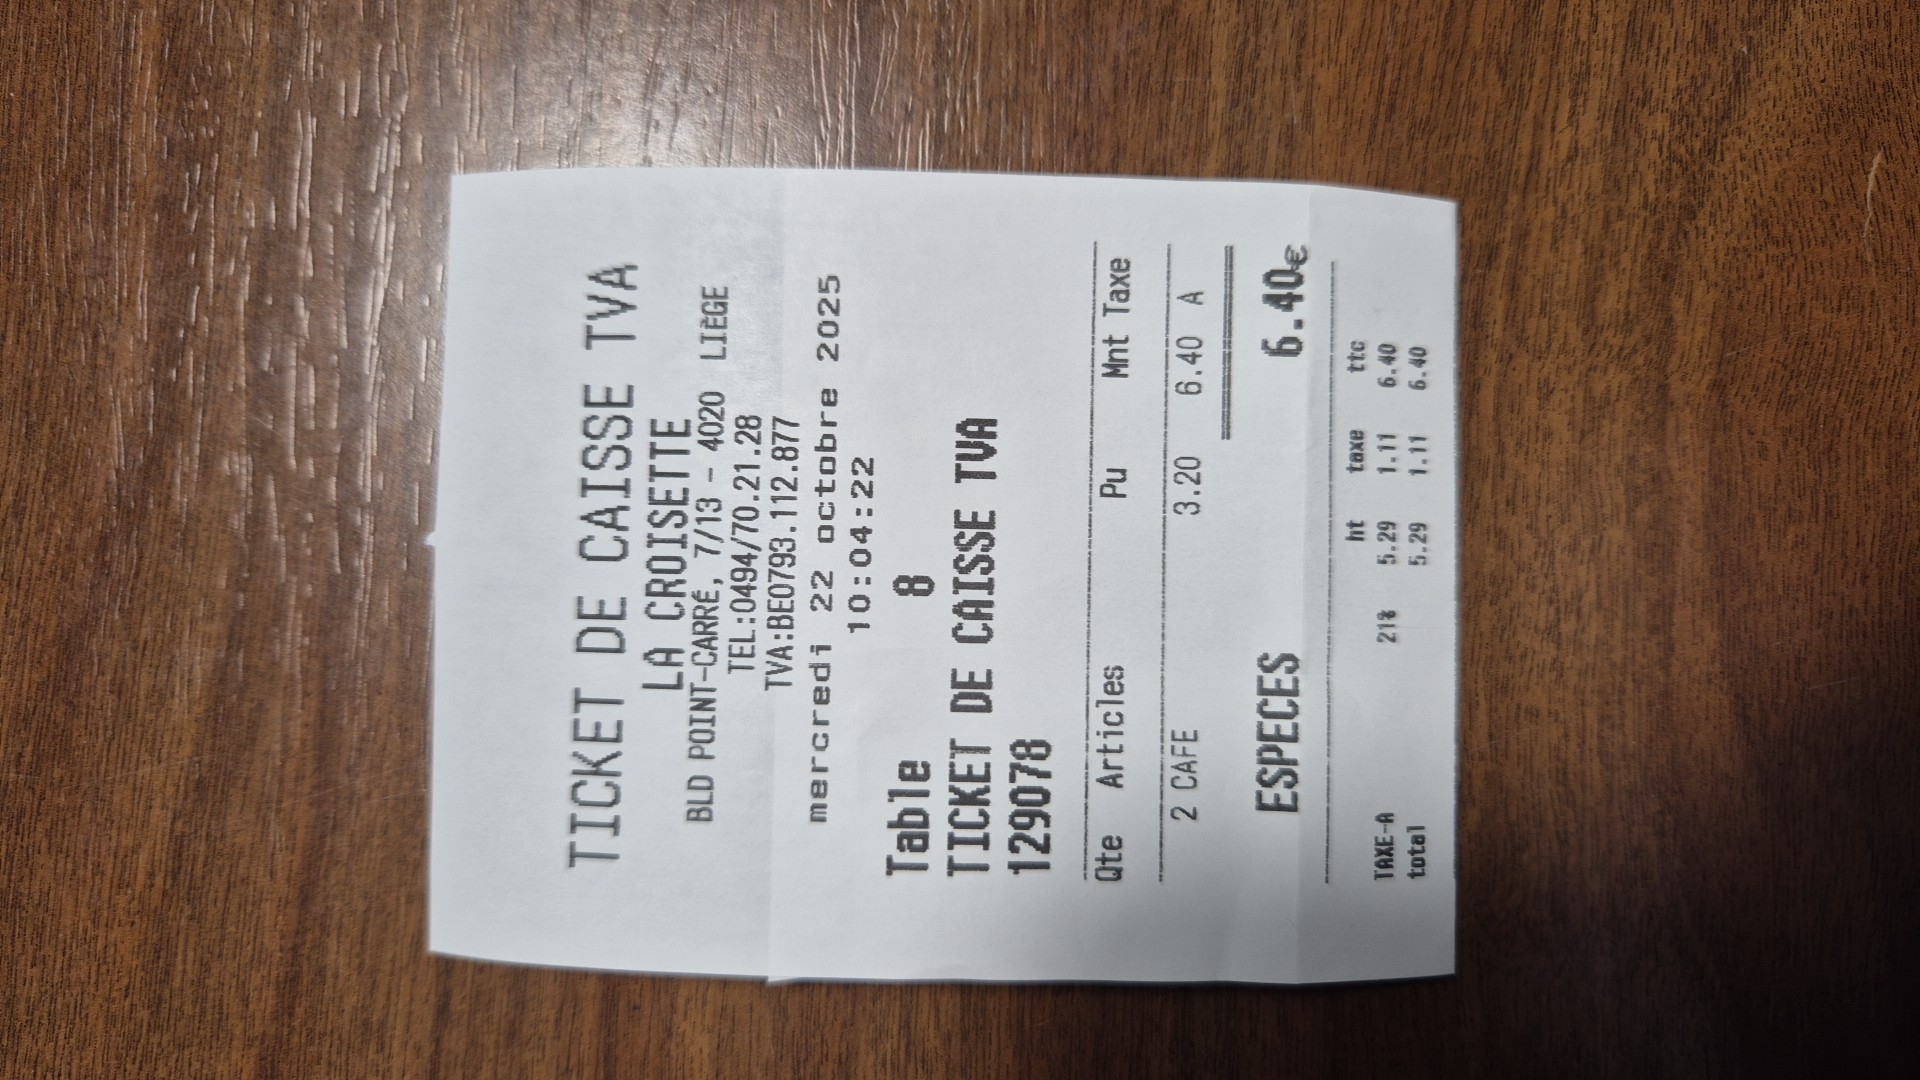 TICKET DE CAISSE TVA
LA CROISETTE
BLD POINT-CARRÉ, 7/13 - 4020 LIÈGE
TEL:0494/70.21.28
TVA:BE0793.112.877
mercredi 22 octobre 2025
10:04:22
Table 8
TICKET DE CAISSE TVA
129078
Qte Articles Pu Mnt Taxe
2 CAFE 3.20 6.40 A
ESPECES 6.40€
ht taxe ttc
TAXE-A 21% 5.29 1.11 6.40
total 5.29 1.11 6.40